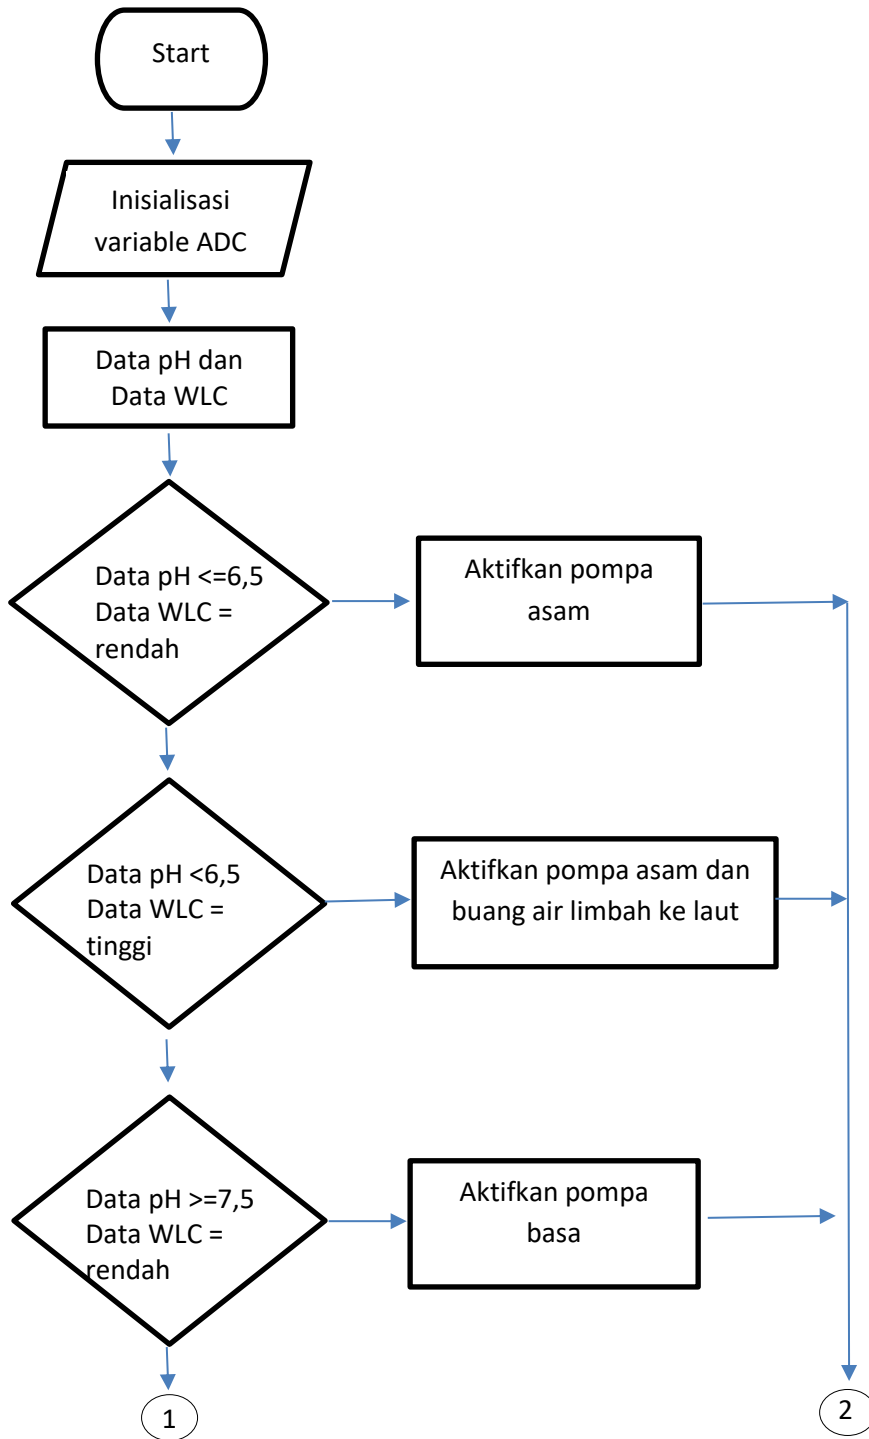 Start
Inisialisasi
variable ADC
Data pH dan
Data WLC
Data pH <=6,5
Data WLC =
rendah
Aktifkan pompa
asam
Data pH <6,5
Data WLC =
tinggi
Aktifkan pompa asam dan
buang air limbah ke laut
Data pH >=7,5
Data WLC =
rendah
Aktifkan pompa
basa
1
2